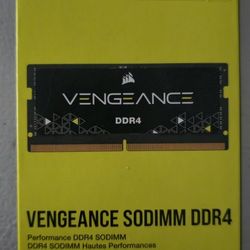 VENGEANCE
DDR4
VENGEANCE SODIMM DDR4
Performance DDR4 SODIMM
DDR4 SODIMM Hautes Performances